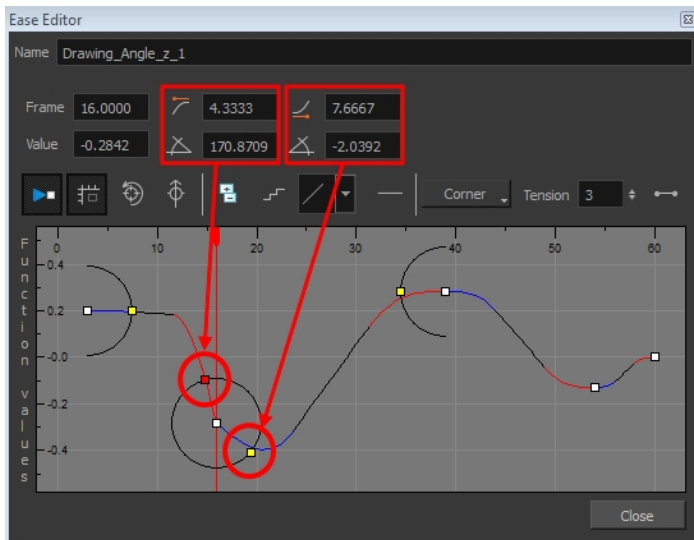 Ease Editor
Name Drawing_Angle_z_1
Frame 16.0000 4.3333 7.6667
Value -0.2842 170.8709 -2.0392
Corner Tension 3
Function values
0 10 20 30 40 50 60
-0.4
-0.2
-0.0
-0.2
-0.4
Close